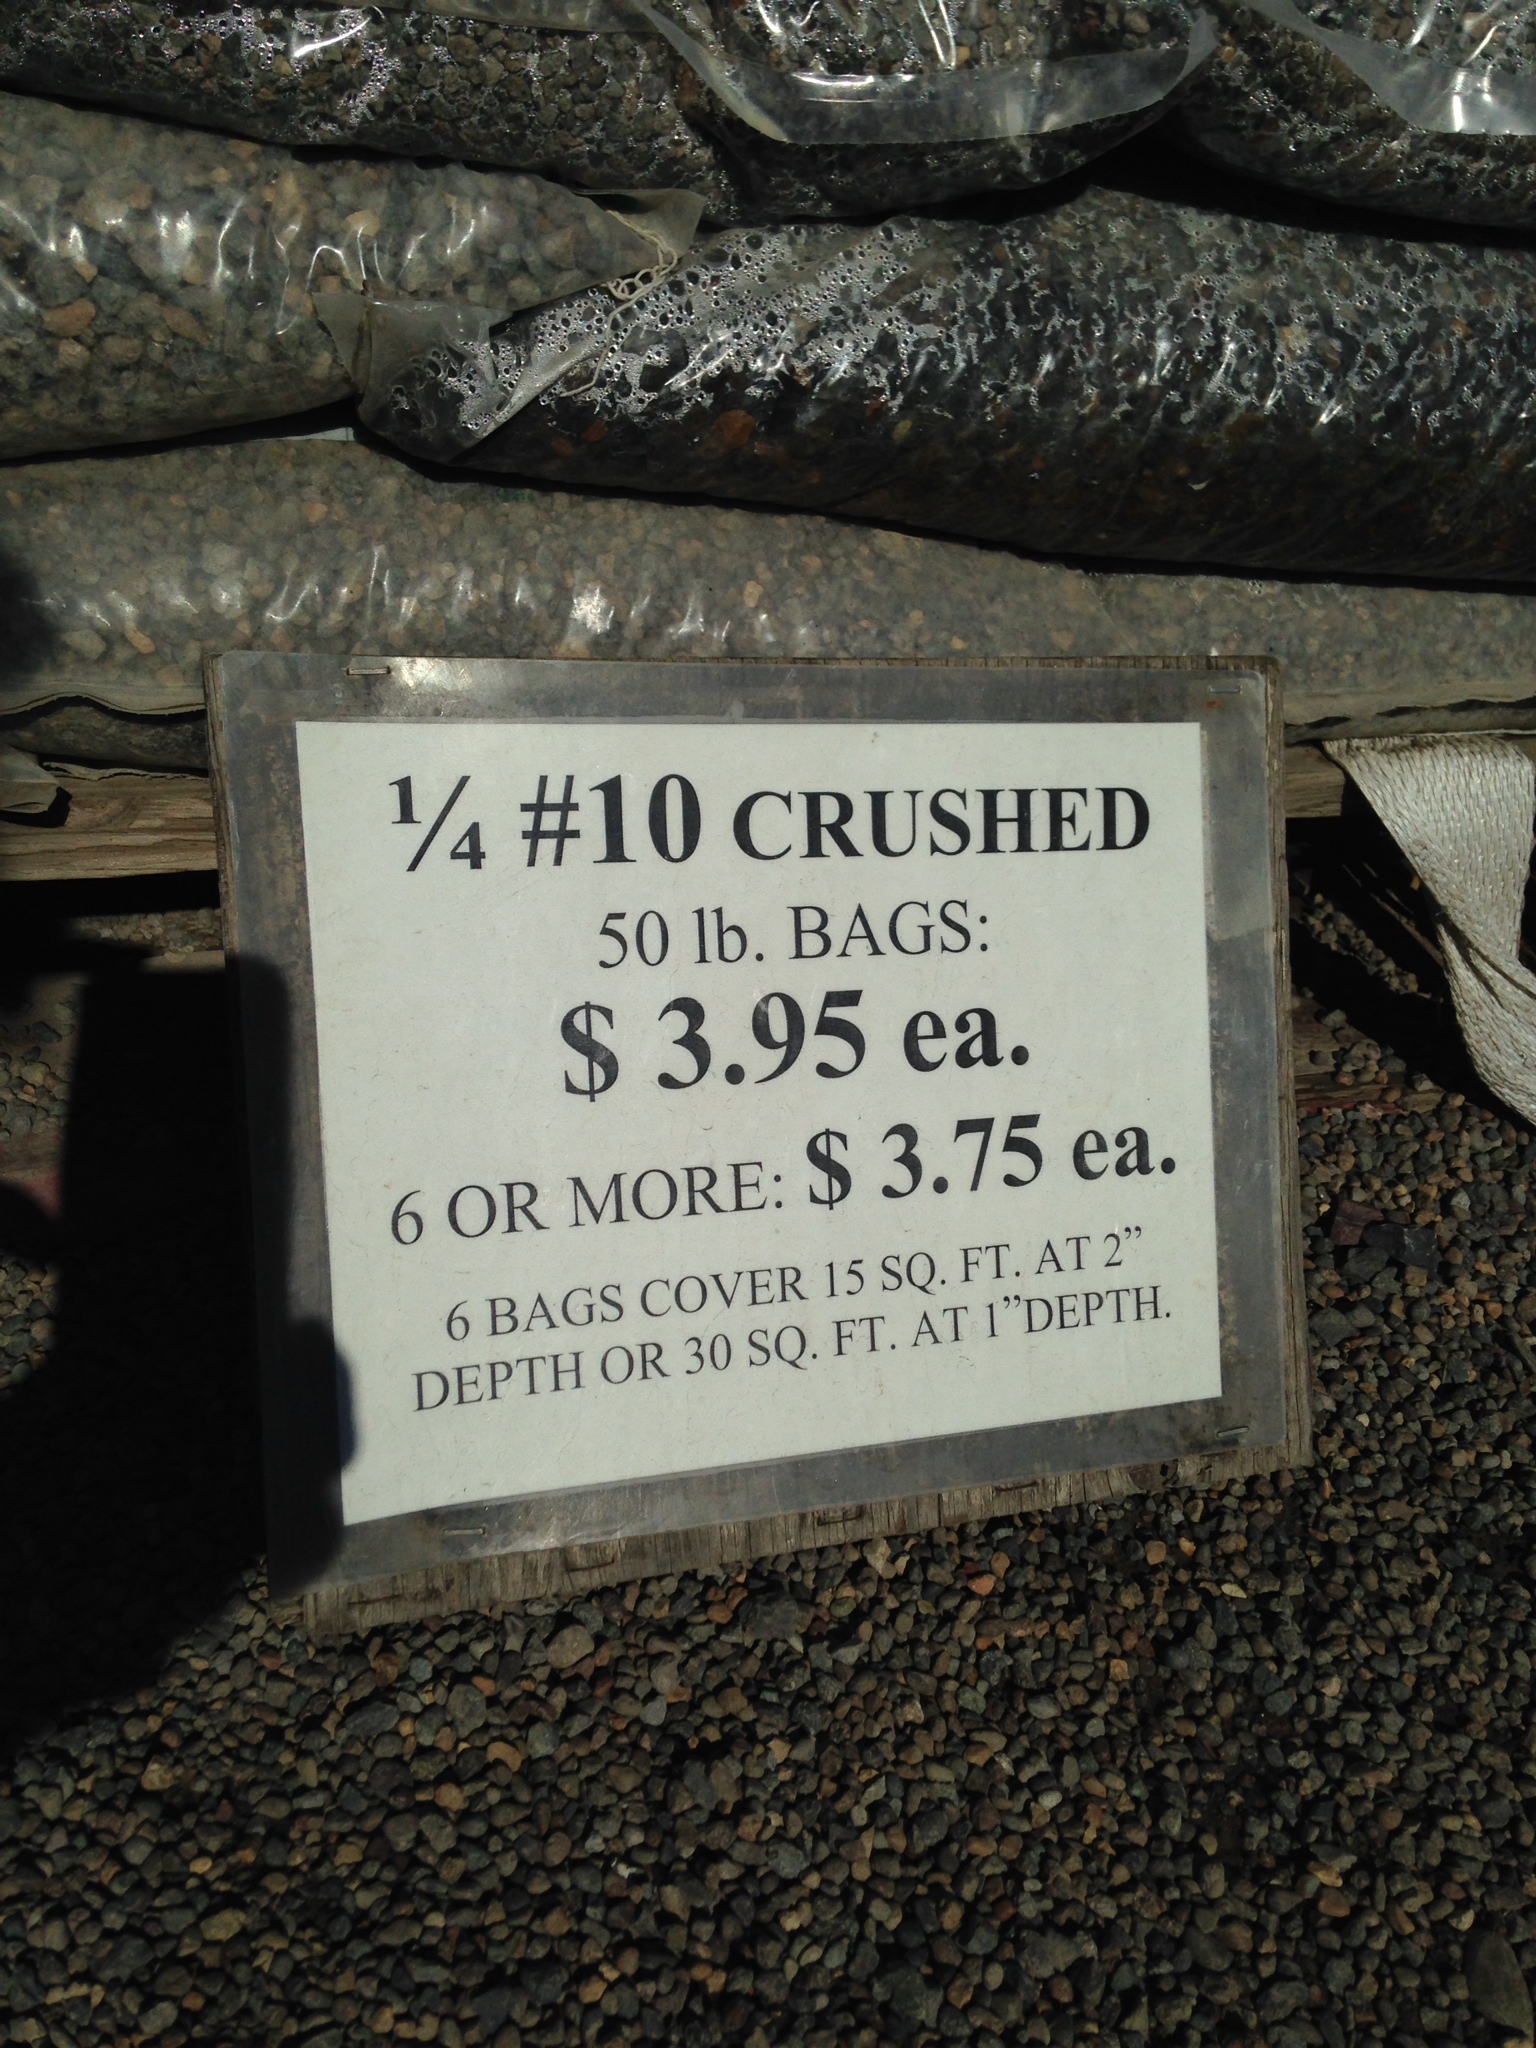 ¼ #10 CRUSHED
50 lb. BAGS:
$ 3.95 ea.
6 OR MORE: $ 3.75 ea.
6 BAGS COVER 15 SQ. FT. AT 2”
DEPTH OR 30 SQ. FT. AT 1”DEPTH.